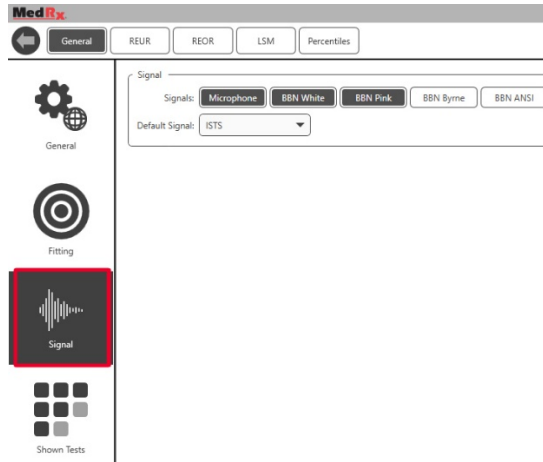 MedRx
General REUR REOR LSM Percentiles
Signal
Signals: Microphone BBN White BBN Pink BBN Byrne BBN ANSI
Default Signal: ISTS
General
Fitting
Signal
Shown Tests